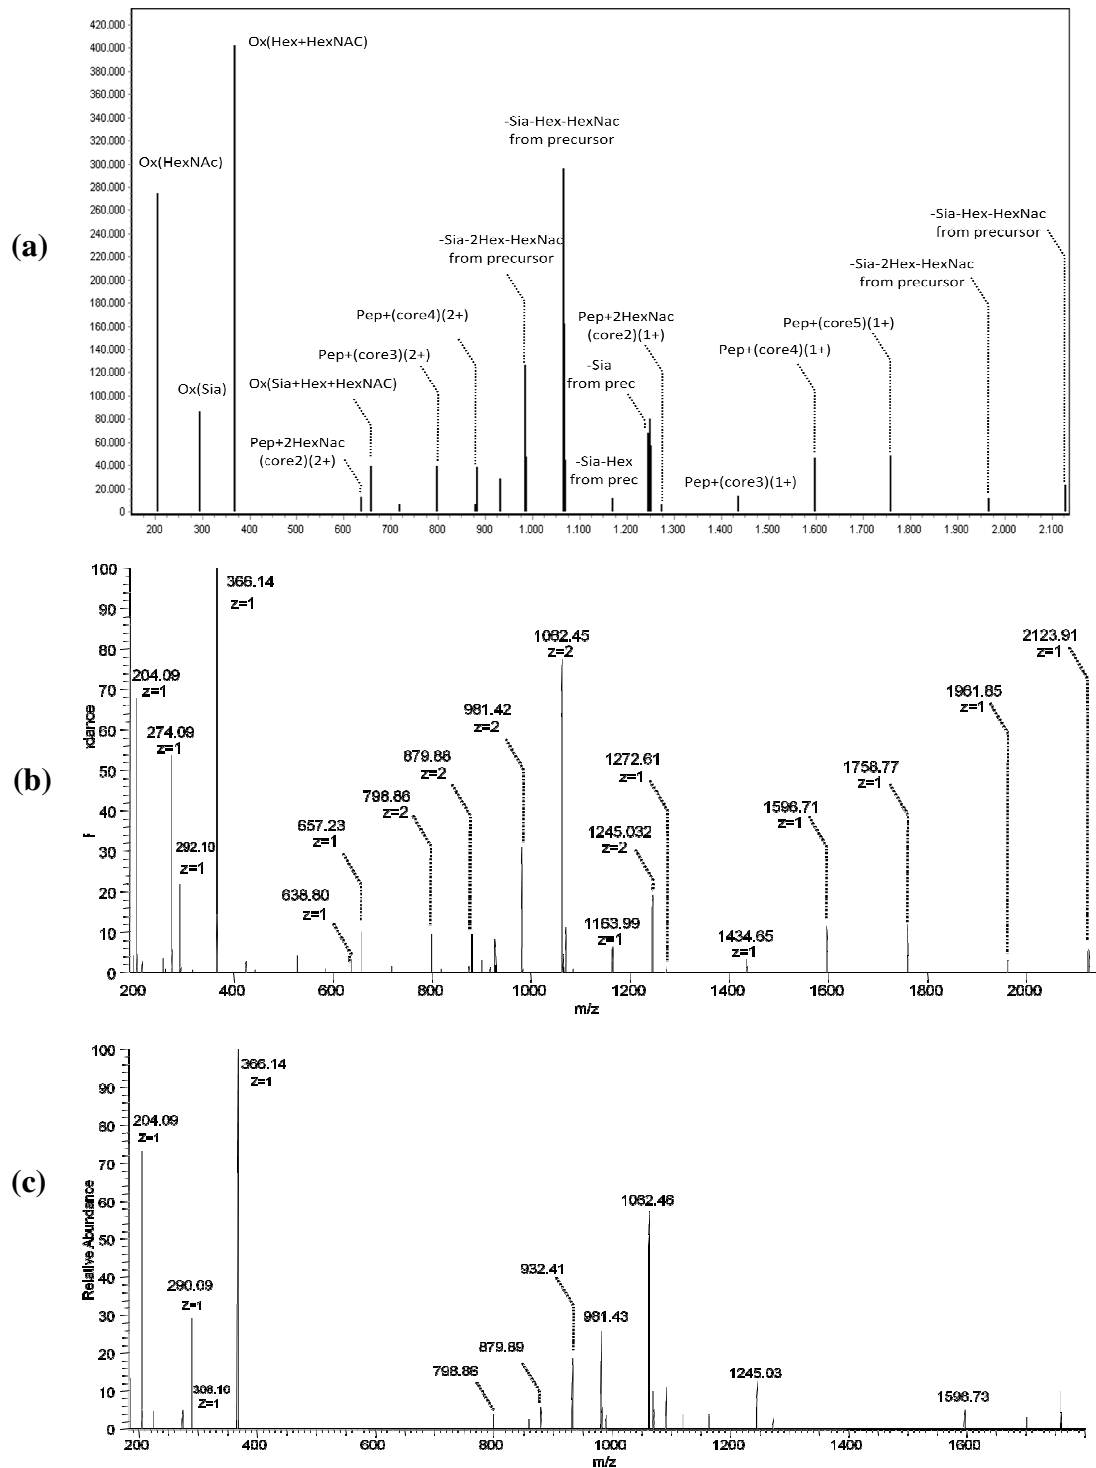 (a)
420.000
400.000
380.000
360.000
340.000
320.000
300.000
280.000
260.000
240.000
220.000
200.000
180.000
160.000
140.000
120.000
100.000
80.000
60.000
40.000
20.000
0
Ox(Hex+HexNAC)
Ox(HexNAc)
-Sia-Hex-HexNac
from precursor
-Sia-Hex-HexNac
from precursor
-Sia-2Hex-HexNac
from precursor
-Sia-2Hex-HexNac
from precursor
Pep+(core4)(2+)
Pep+2HexNac
(core2)(1+)
Pep+(core5)(1+)
Pep+(core3)(2+)
Pep+(core4)(1+)
-Sia
from prec
Ox(Sia+Hex+HexNAC)
Ox(Sia)
Pep+2HexNac
(core2)(2+)
-Sia-Hex
from prec
Pep+(core3)(1+)
200 300 400 500 600 700 800 900 1.000 1.100 1.200 1.300 1.400 1.500 1.600 1.700 1.800 1.900 2.000 2.100
(b)
100
90
80
70
60
50
40
30
20
10
0
dance
366.14
z=1
204.09
z=1
274.09
z=1
292.10
z=1
638.80
z=1
657.23
z=1
798.86
z=2
879.88
z=2
981.42
z=2
1062.45
z=2
1163.99
z=1
1245.032
z=2
1272.61
z=1
1434.65
z=1
1596.71
z=1
1758.77
z=1
1961.85
z=1
2123.91
z=1
200 400 600 800 1000 1200 1400 1600 1800 2000
m/z
(c)
Relative Abundance
100
90
80
70
60
50
40
30
20
10
0
366.14
z=1
204.09
z=1
290.09
z=1
308.10
z=1
798.86
879.89
932.41
981.43
1062.46
1245.03
1596.73
200 400 600 800 1000 1200 1400 1600
m/z